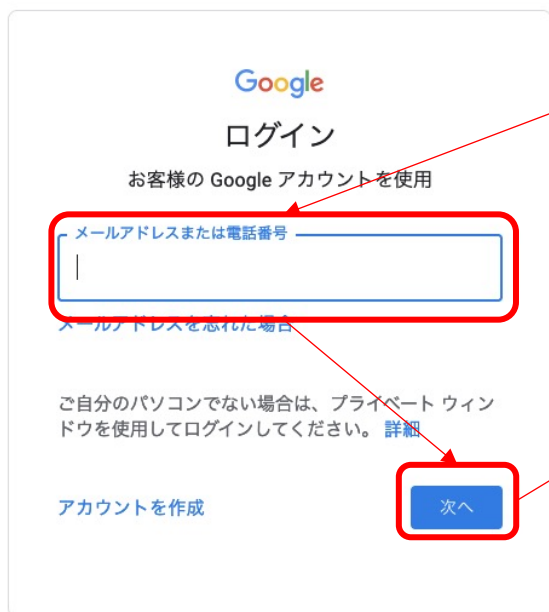 Google
ログイン
お客様の Google アカウントを使用
メールアドレスまたは電話番号
メールアドレスを忘れた場合
ご自分のパソコンでない場合は、プライベート ウィン
ドウを使用してログインしてください。 詳細
アカウントを作成
次へ